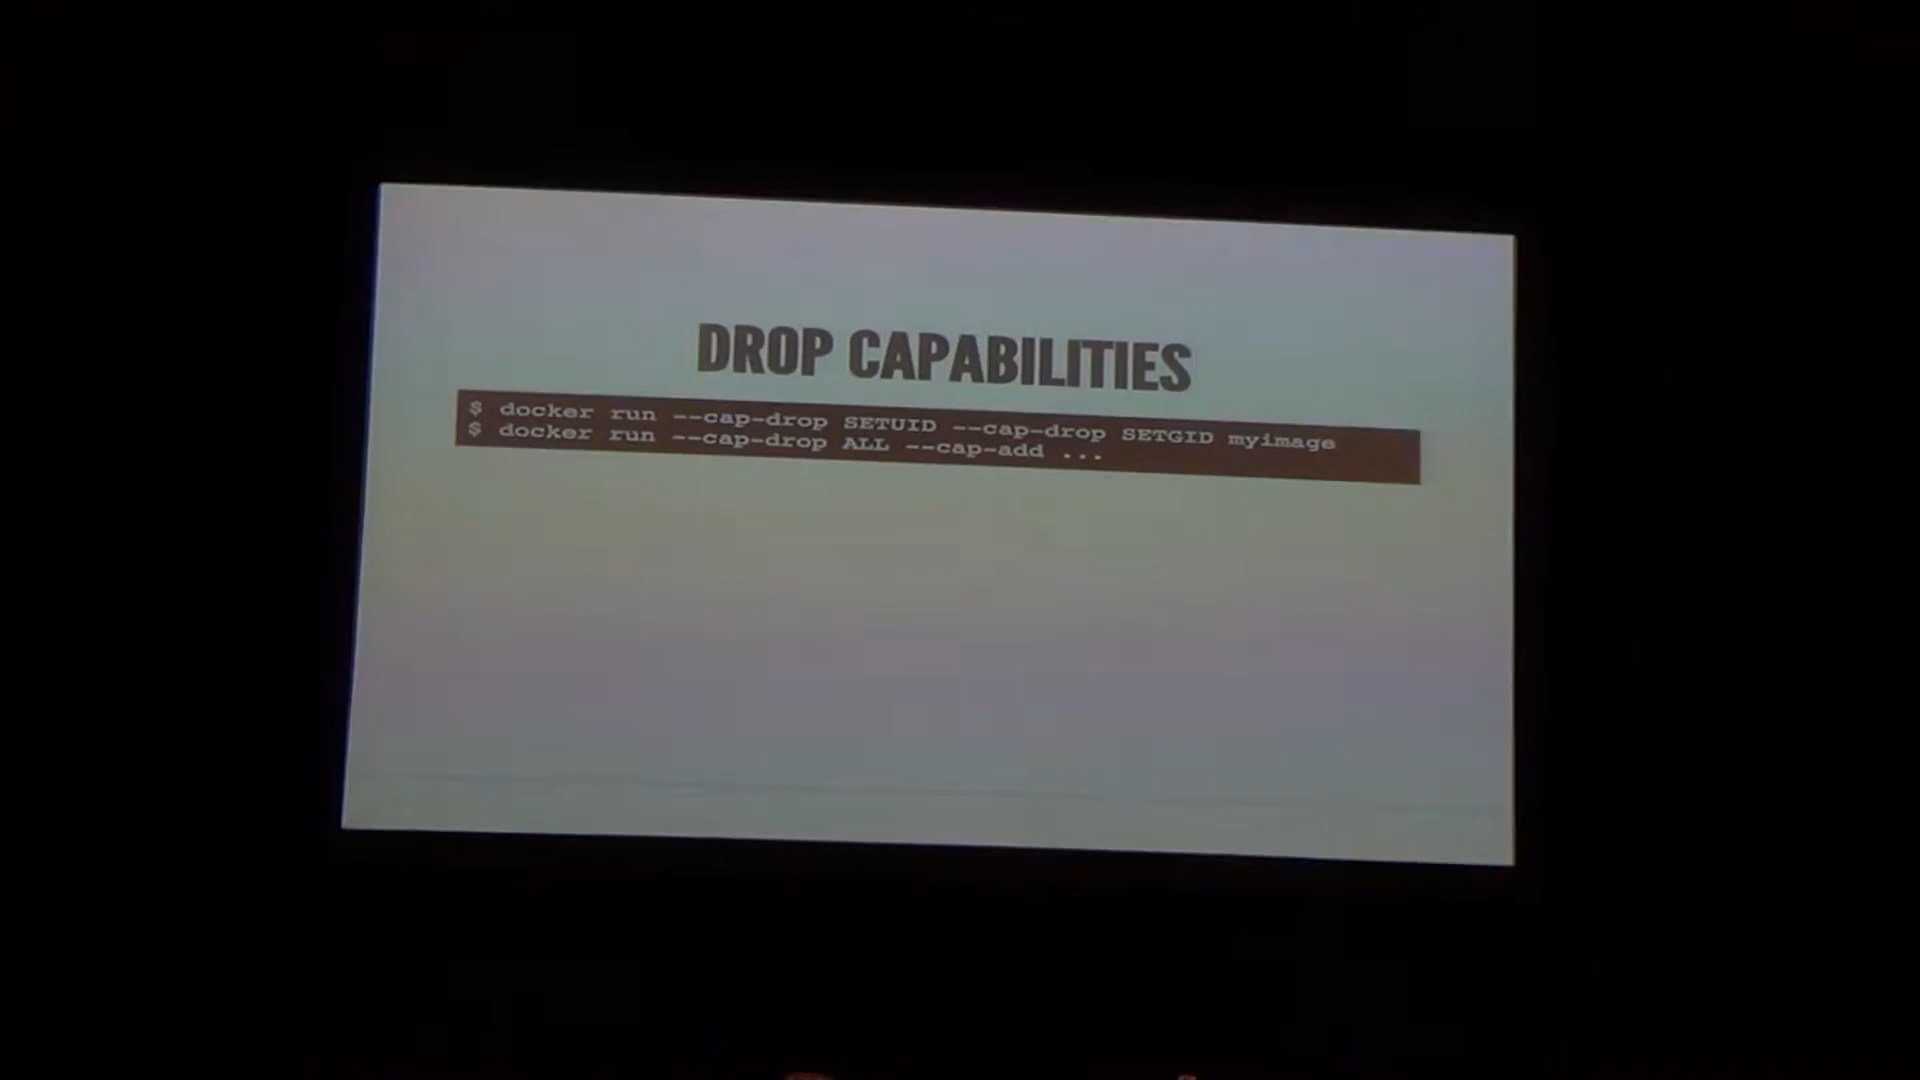 DROP CAPABILITIES
$ docker run --cap-drop SETUID --cap-drop SETGID myimage
$ docker run --cap-drop ALL --cap-add ...